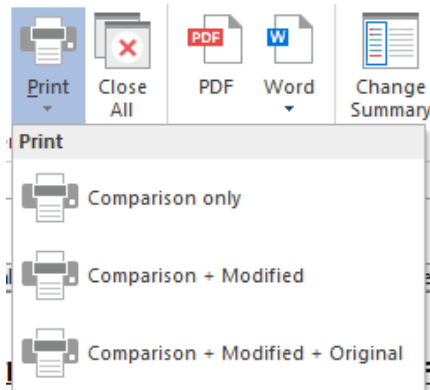 PDF
W
Print
Close
All
PDF
Word
Change
Summary
Print
Comparison only
Comparison + Modified
Comparison + Modified + Original